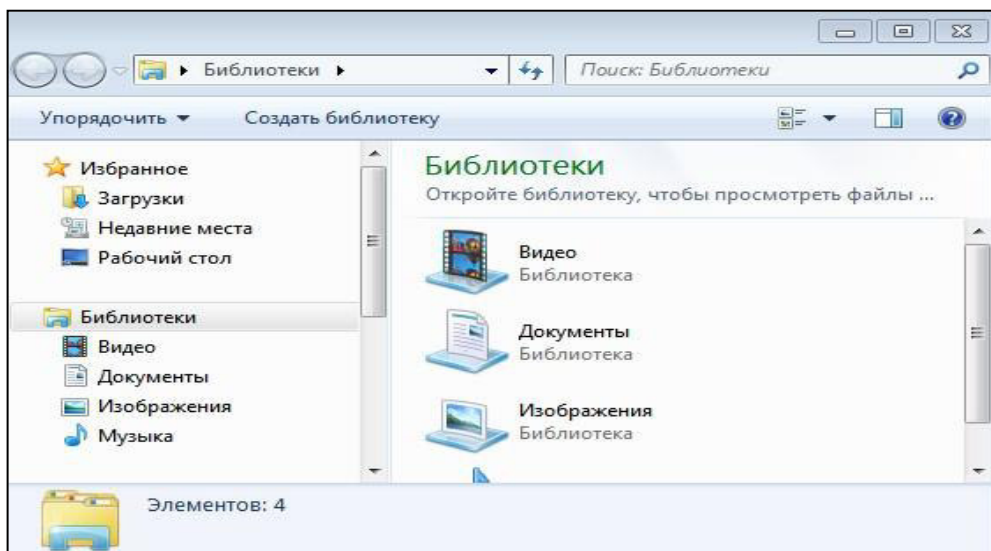 Библиотеки
Поиск: Библиотеки
Упорядочить
Создать библиотеку
Избранное
Загрузки
Недавние места
Рабочий стол
Библиотеки
Видео
Документы
Изображения
Музыка
Библиотеки
Откройте библиотеку, чтобы просмотреть файлы ...
Видео
Библиотека
Документы
Библиотека
Изображения
Библиотека
Элементов: 4